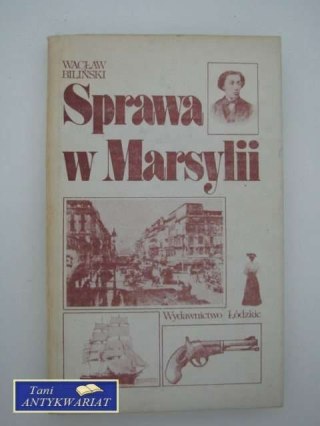 WACŁAW
BILIŃSKI
Sprawa
w Marsylii
Wydawnictwo Łódzkie
Tani
ANTYKWARIAT